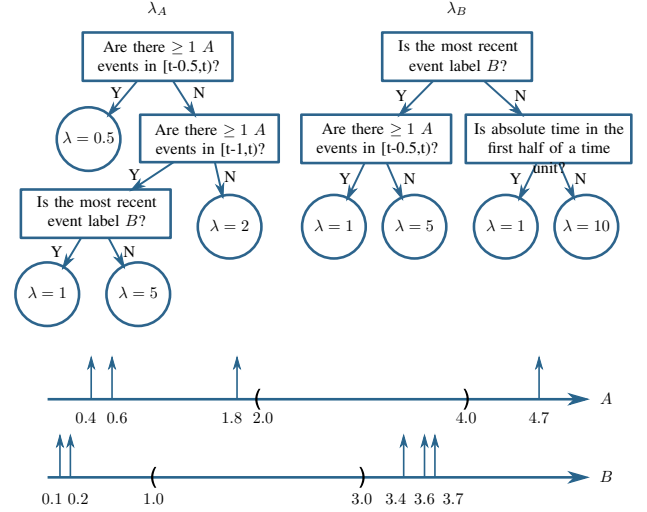 λ_A
λ_B
Are there ≥ 1 A
events in [t-0.5,t)?
Is the most recent
event label B?
Y
N
Y
N
λ = 0.5
Are there ≥ 1 A
events in [t-1,t)?
Are there ≥ 1 A
events in [t-0.5,t)?
Is absolute time in the
first half of a time
unit?
Y
N
Y
N
Y
N
Is the most recent
event label B?
λ = 2
λ = 1
λ = 5
λ = 1
λ = 10
Y
N
λ = 1
λ = 5
( ) A
0.4 0.6 1.8 2.0 4.0 4.7
( ) B
0.1 0.2 1.0 3.0 3.4 3.6 3.7